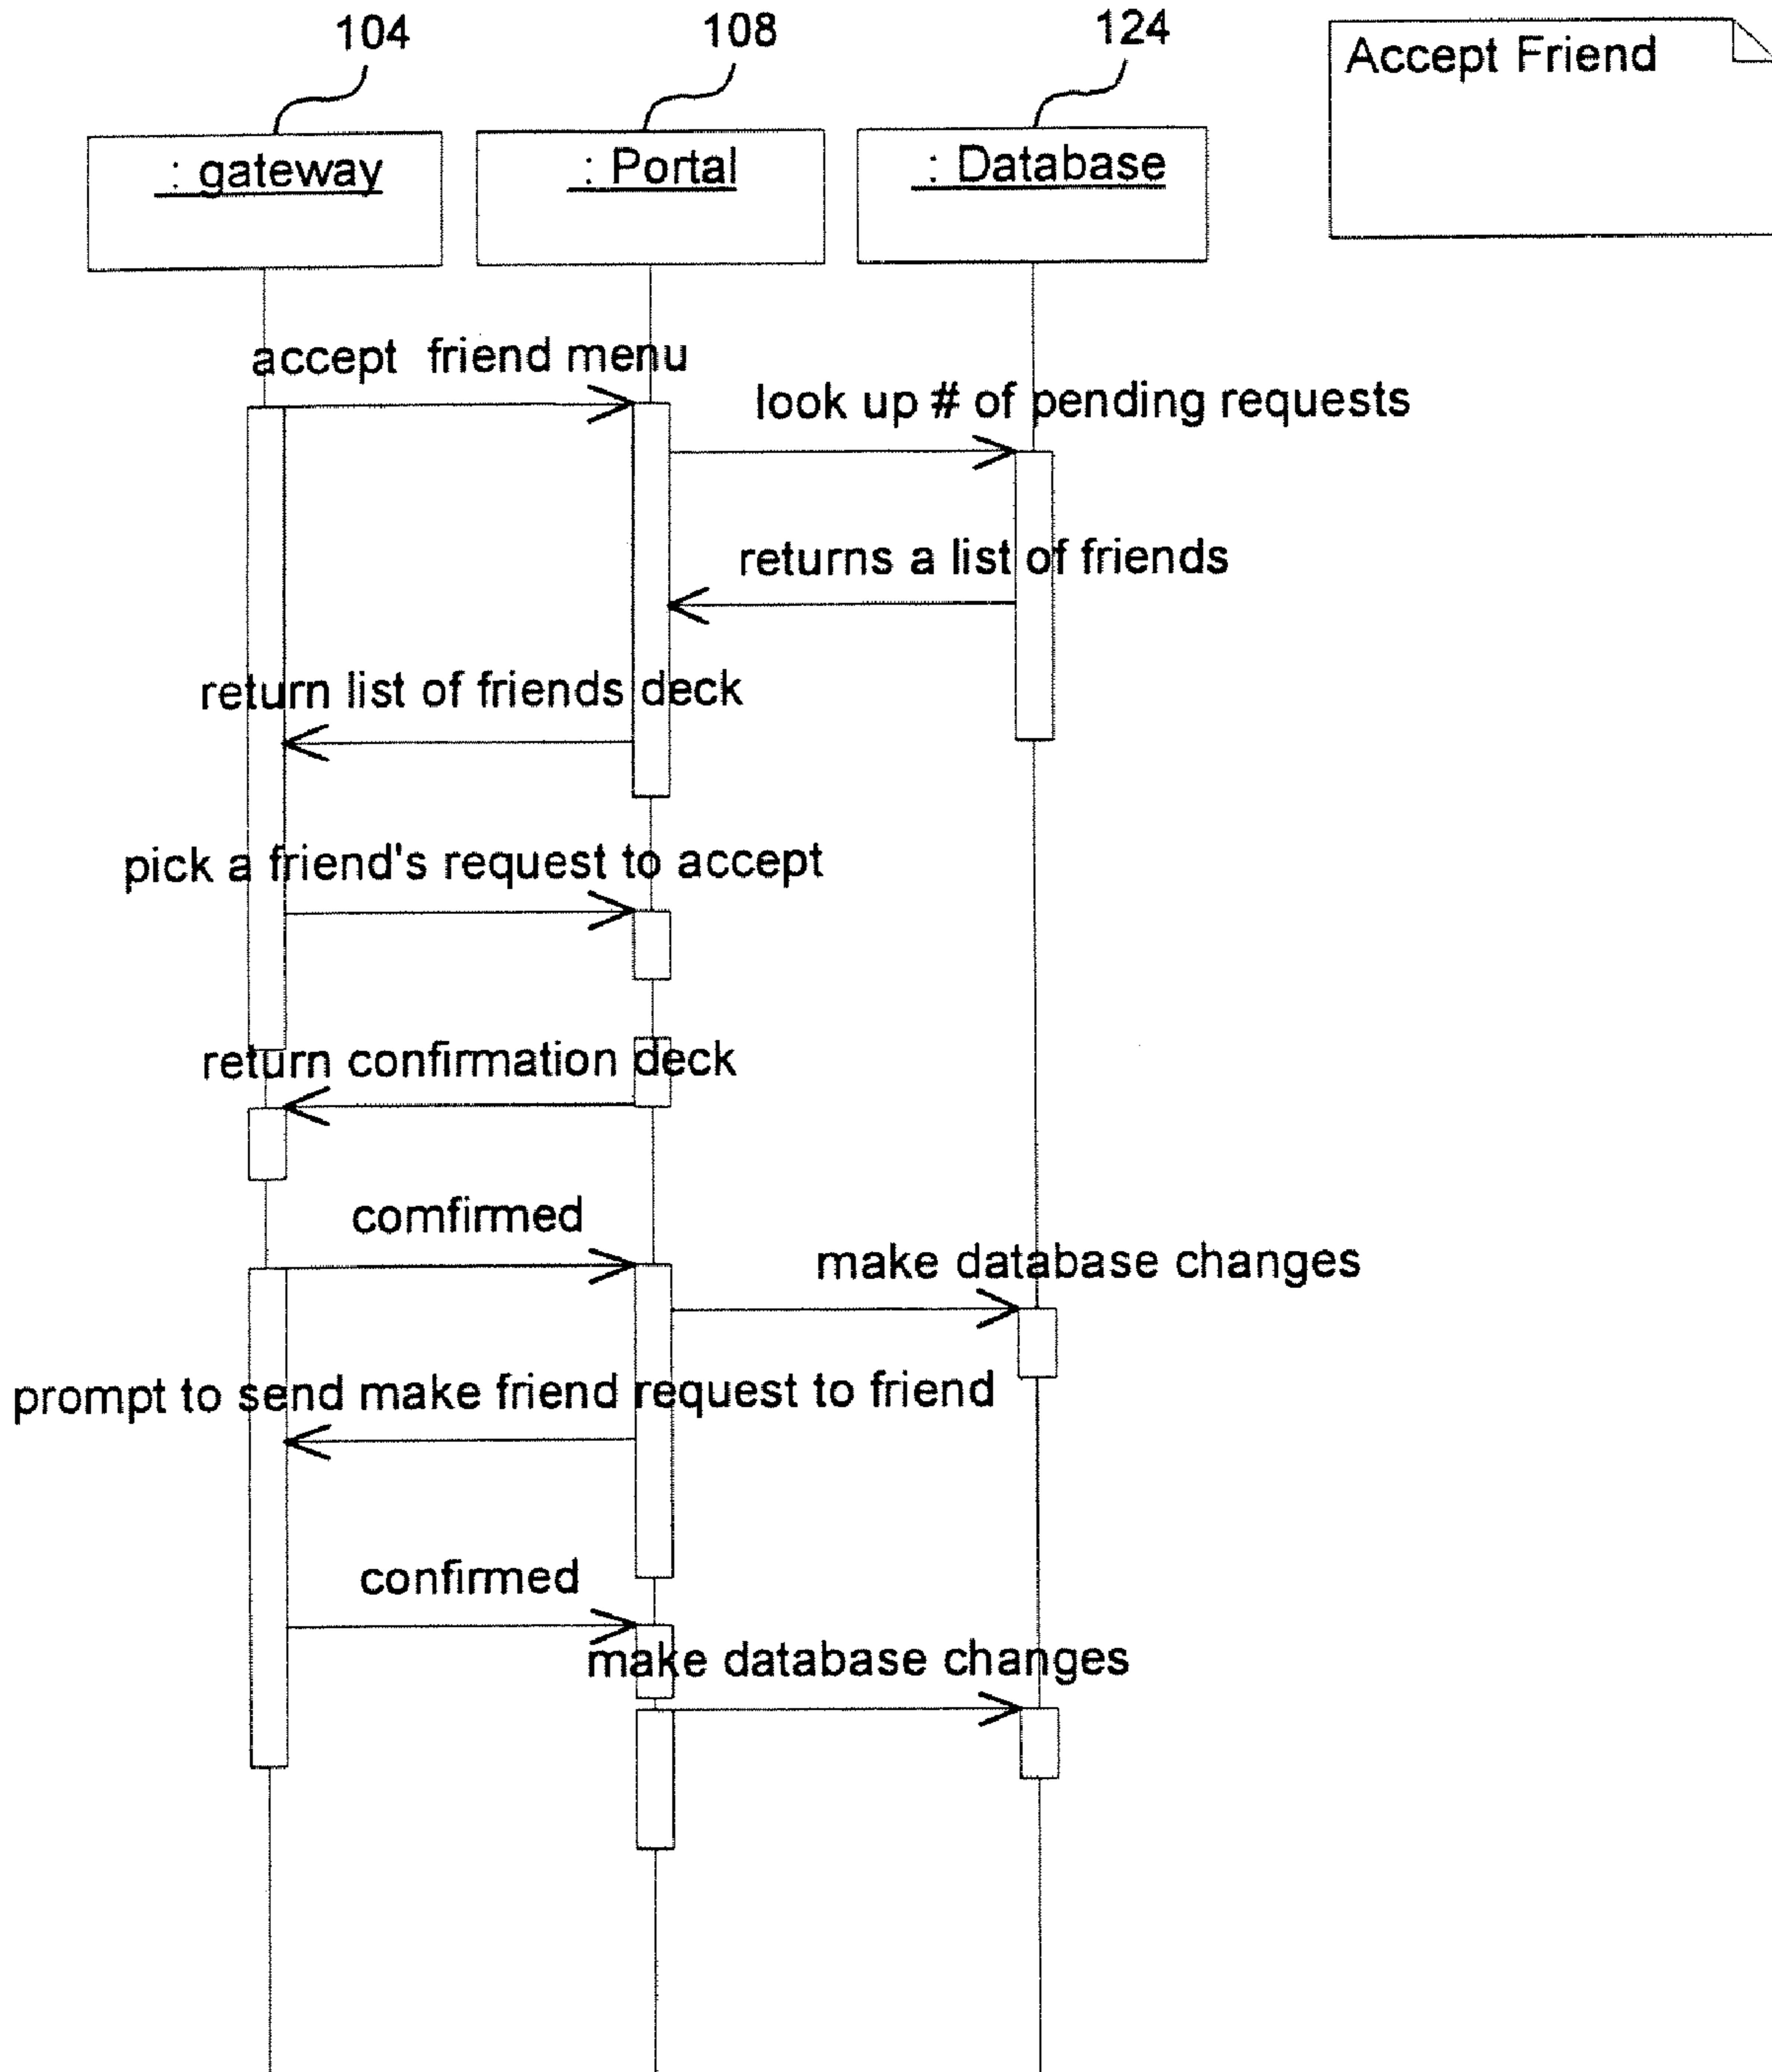 104
108
124
Accept Friend
: gateway
: Portal
: Database
accept friend menu
look up # of pending requests
returns a list of friends
return list of friends deck
pick a friend's request to accept
return confirmation deck
comfirmed
make database changes
prompt to send make friend request to friend
confirmed
make database changes